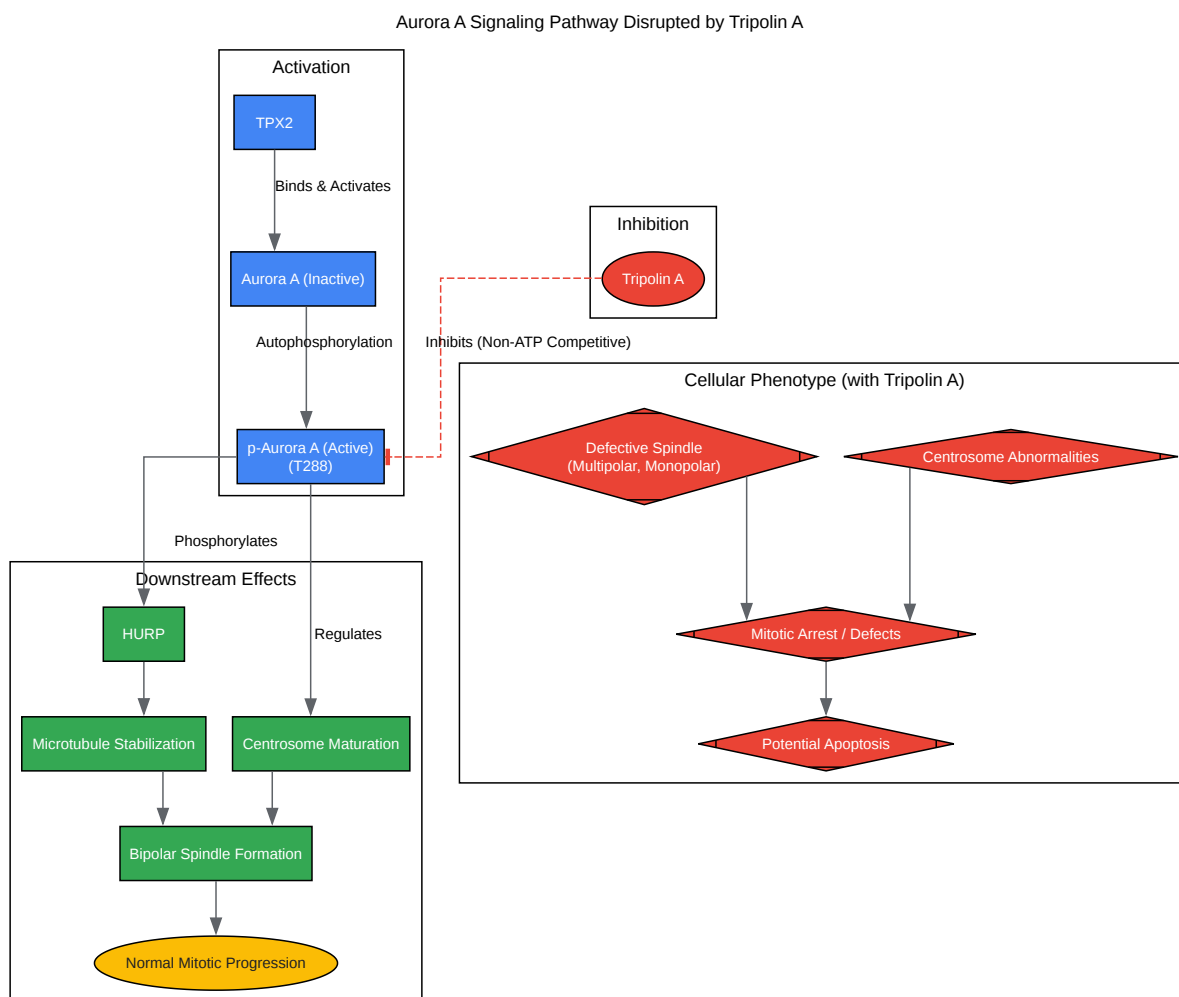 Aurora A Signaling Pathway Disrupted by Tripolin A
Activation
TPX2
Binds & Activates
Aurora A (Inactive)
Autophosphorylation
p-Aurora A (Active)
(T288)
Inhibition
Tripolin A
Inhibits (Non-ATP Competitive)
Phosphorylates
Downstream Effects
HURP
Regulates
Microtubule Stabilization
Centrosome Maturation
Bipolar Spindle Formation
Normal Mitotic Progression
Cellular Phenotype (with Tripolin A)
Defective Spindle
(Multipolar, Monopolar)
Centrosome Abnormalities
Mitotic Arrest / Defects
Potential Apoptosis